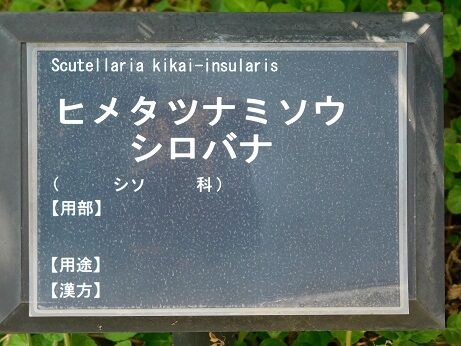 Scutellaria kikai-insularis
ヒメタツナミソウ
シロバナ
（　　　シソ　　　科）
【用部】
【用途】
【漢方】